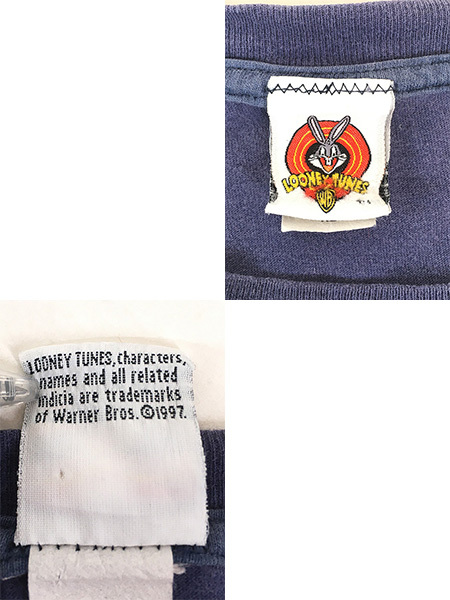 LOONEY TUNES
WB
LOONEY TUNES, characters,
names and all related
indicia are trademarks
of Warner Bros. ©1997.